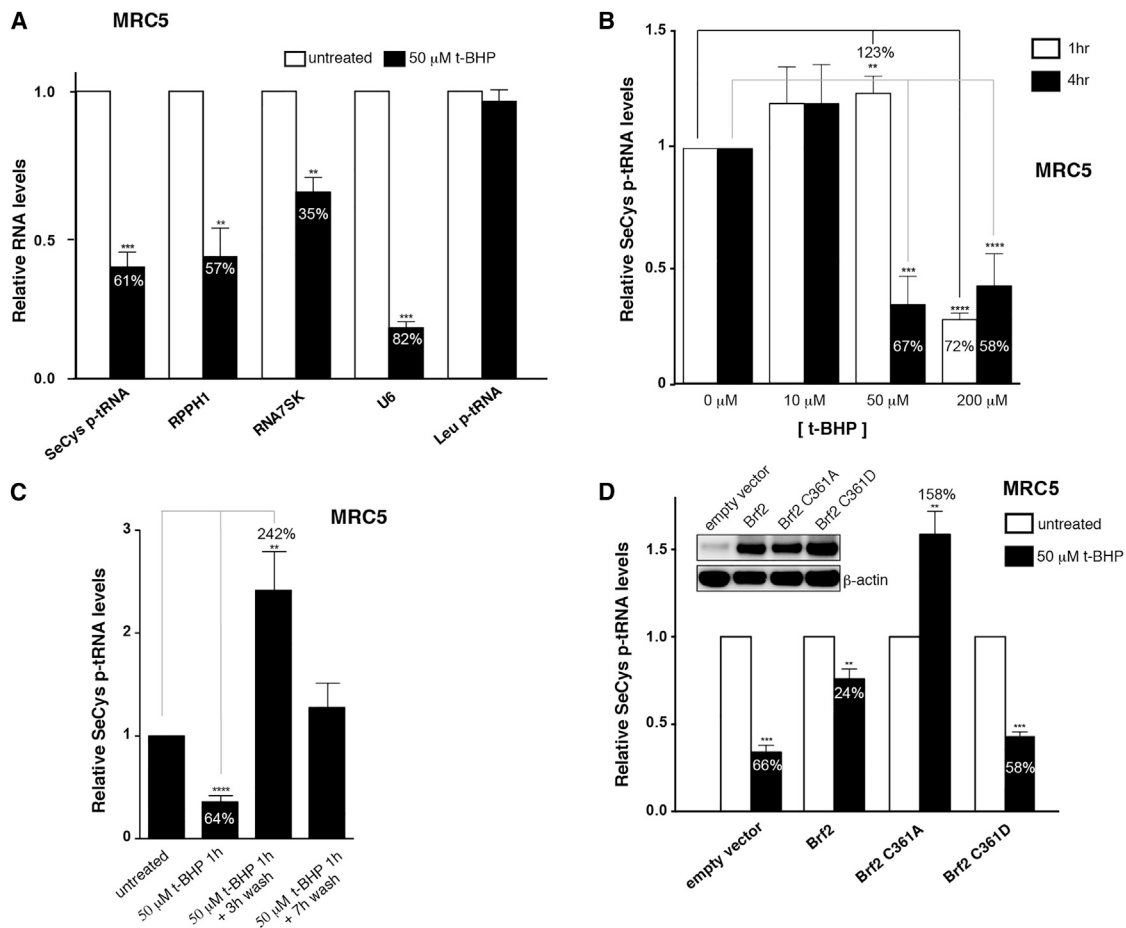 A
MRC5
untreated
50 µM t-BHP
Relative RNA levels
1.0
0.5
0.0
***
61%
**
57%
**
35%
***
82%
SeCys p-tRNA
RPPH1
RNA7SK
U6
Leu p-tRNA
B
1hr
4hr
MRC5
Relative SeCys p-tRNA levels
1.5
1
0.5
0
123%
**
***
67%
****
72%
****
58%
0 µM
10 µM
50 µM
200 µM
[ t-BHP ]
C
MRC5
Relative SeCys p-tRNA levels
3
2
1
0
****
64%
242%
**
untreated
50 µM t-BHP 1h
50 µM t-BHP 1h
+ 3h wash
50 µM t-BHP 1h
+ 7h wash
D
empty vector
Brf2
Brf2 C361A
Brf2 C361D
β-actin
MRC5
untreated
50 µM t-BHP
Relative SeCys p-tRNA levels
1.5
1.0
0.5
0.0
***
66%
**
24%
158%
**
***
58%
empty vector
Brf2
Brf2 C361A
Brf2 C361D